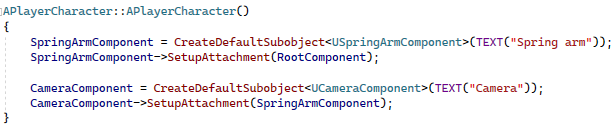 APlayerCharacter::APlayerCharacter()
{
SpringArmComponent = CreateDefaultSubobject<USpringArmComponent>(TEXT("Spring arm"));
SpringArmComponent->SetupAttachment(RootComponent);
CameraComponent = CreateDefaultSubobject<UCameraComponent>(TEXT("Camera"));
CameraComponent->SetupAttachment(SpringArmComponent);
}